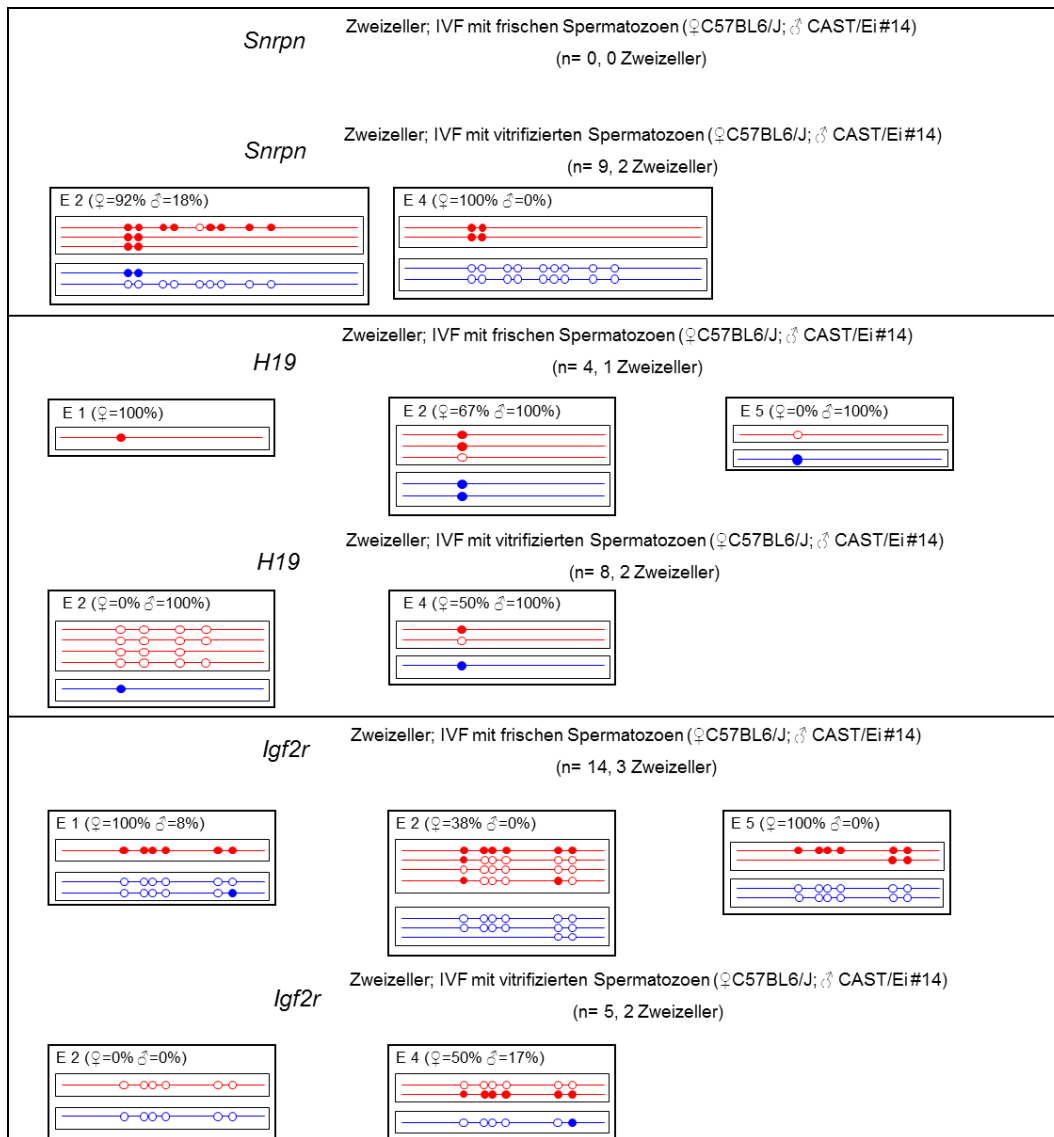 Snrpn Zweizeller; IVF mit frischen Spermatozoen (♀C57BL6/J; ♂ CAST/Ei#14)
(n= 0, 0 Zweizeller)
Snrpn Zweizeller; IVF mit vitrifizierten Spermatozoen (♀C57BL6/J; ♂ CAST/Ei#14)
(n= 9, 2 Zweizeller)
E 2 (♀=92% ♂=18%) E 4 (♀=100% ♂=0%)
H19 Zweizeller; IVF mit frischen Spermatozoen (♀C57BL6/J; ♂ CAST/Ei#14)
(n= 4, 1 Zweizeller)
E 1 (♀=100%) E 2 (♀=67% ♂=100%) E 5 (♀=0% ♂=100%)
H19 Zweizeller; IVF mit vitrifizierten Spermatozoen (♀C57BL6/J; ♂ CAST/Ei#14)
(n= 8, 2 Zweizeller)
E 2 (♀=0% ♂=100%) E 4 (♀=50% ♂=100%)
Igf2r Zweizeller; IVF mit frischen Spermatozoen (♀C57BL6/J; ♂ CAST/Ei#14)
(n= 14, 3 Zweizeller)
E 1 (♀=100% ♂=8%) E 2 (♀=38% ♂=0%) E 5 (♀=100% ♂=0%)
Igf2r Zweizeller; IVF mit vitrifizierten Spermatozoen (♀C57BL6/J; ♂ CAST/Ei#14)
(n= 5, 2 Zweizeller)
E 2 (♀=0% ♂=0%) E 4 (♀=50% ♂=17%)